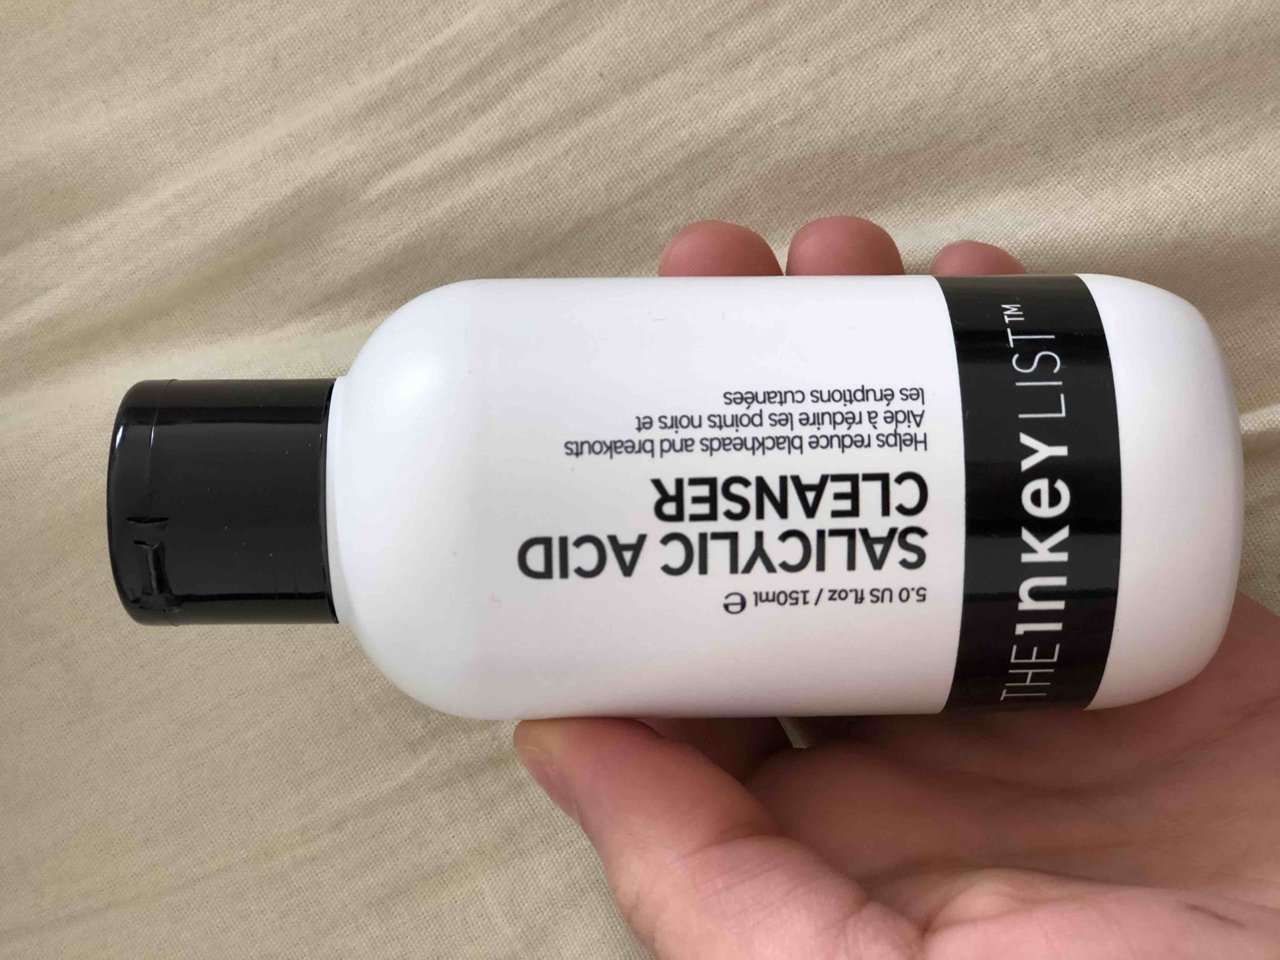 5.0 US fl.oz / 150ml ℮
SALICYLIC ACID
CLEANSER
Helps reduce blackheads and breakouts
Aide à réduire les points noirs et
les éruptions cutanées
THE INKEY LIST™